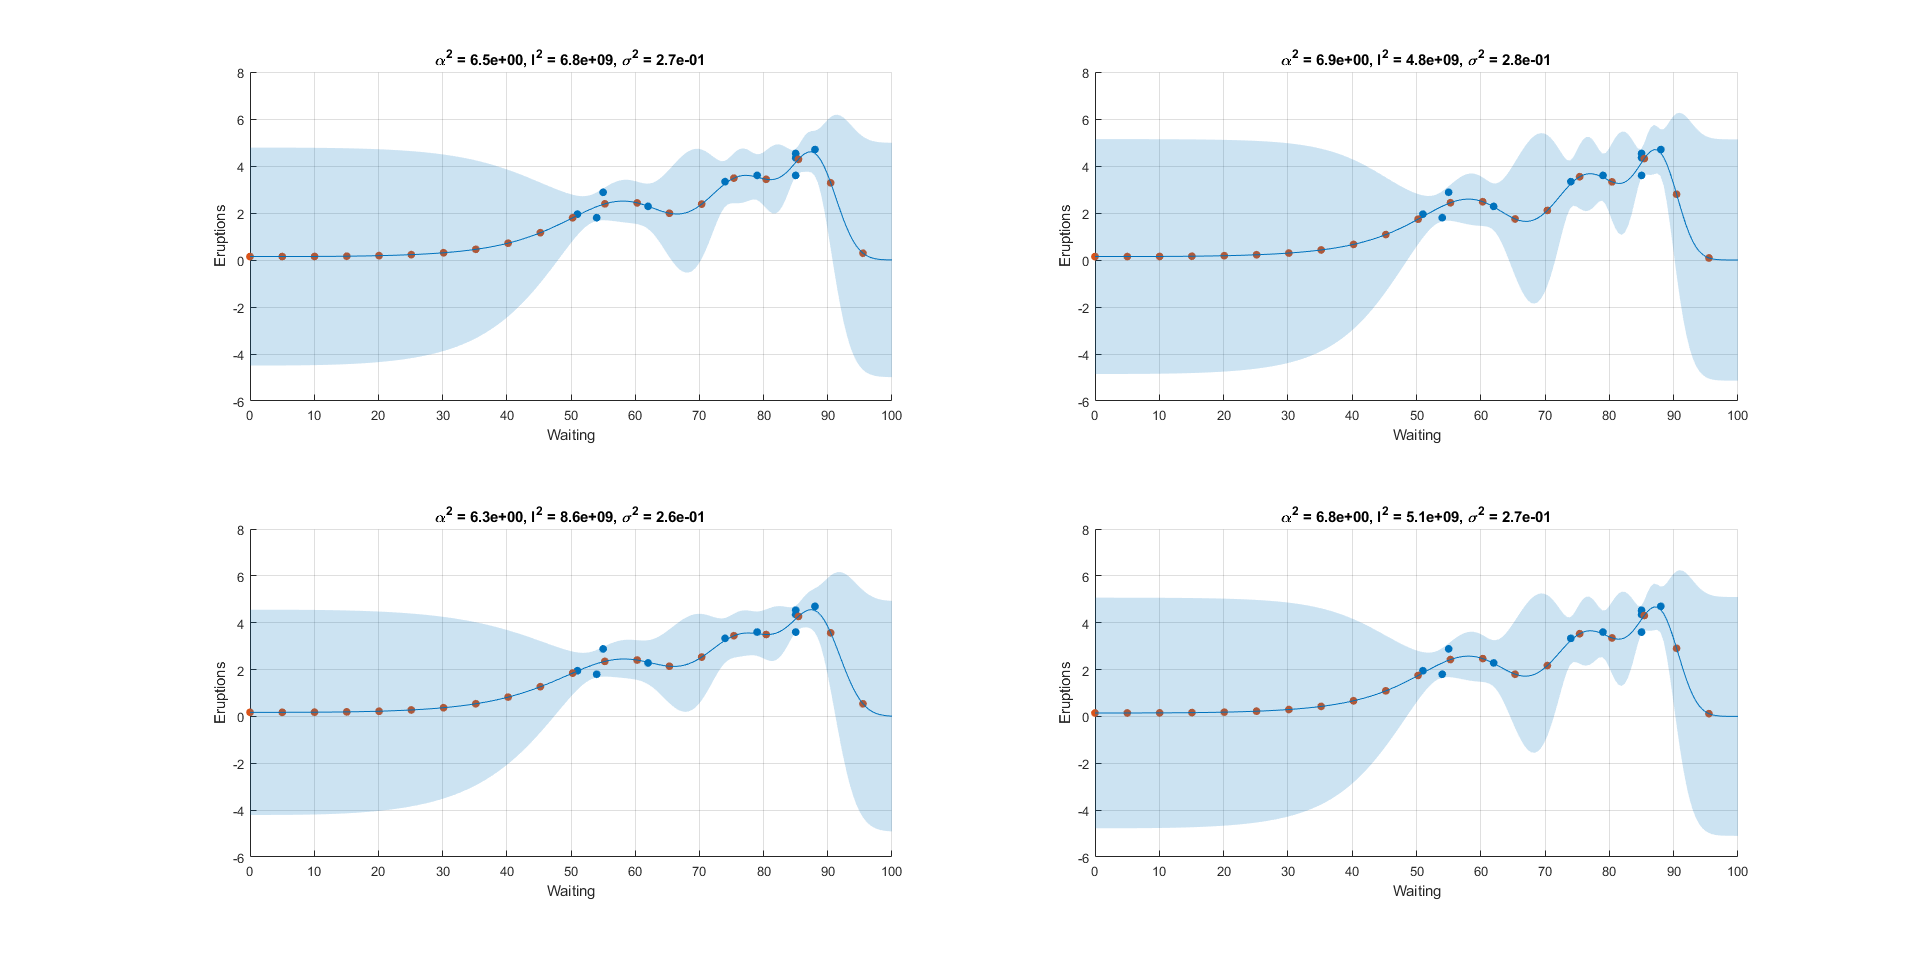 α² = 6.5e+00, l² = 6.8e+09, σ² = 2.7e-01
8
6
4
2
0
-2
-4
-6
Eruptions
0 10 20 30 40 50 60 70 80 90 100
Waiting
α² = 6.9e+00, l² = 4.8e+09, σ² = 2.8e-01
8
6
4
2
0
-2
-4
-6
Eruptions
0 10 20 30 40 50 60 70 80 90 100
Waiting
α² = 6.3e+00, l² = 8.6e+09, σ² = 2.6e-01
8
6
4
2
0
-2
-4
-6
Eruptions
0 10 20 30 40 50 60 70 80 90 100
Waiting
α² = 6.8e+00, l² = 5.1e+09, σ² = 2.7e-01
8
6
4
2
0
-2
-4
-6
Eruptions
0 10 20 30 40 50 60 70 80 90 100
Waiting